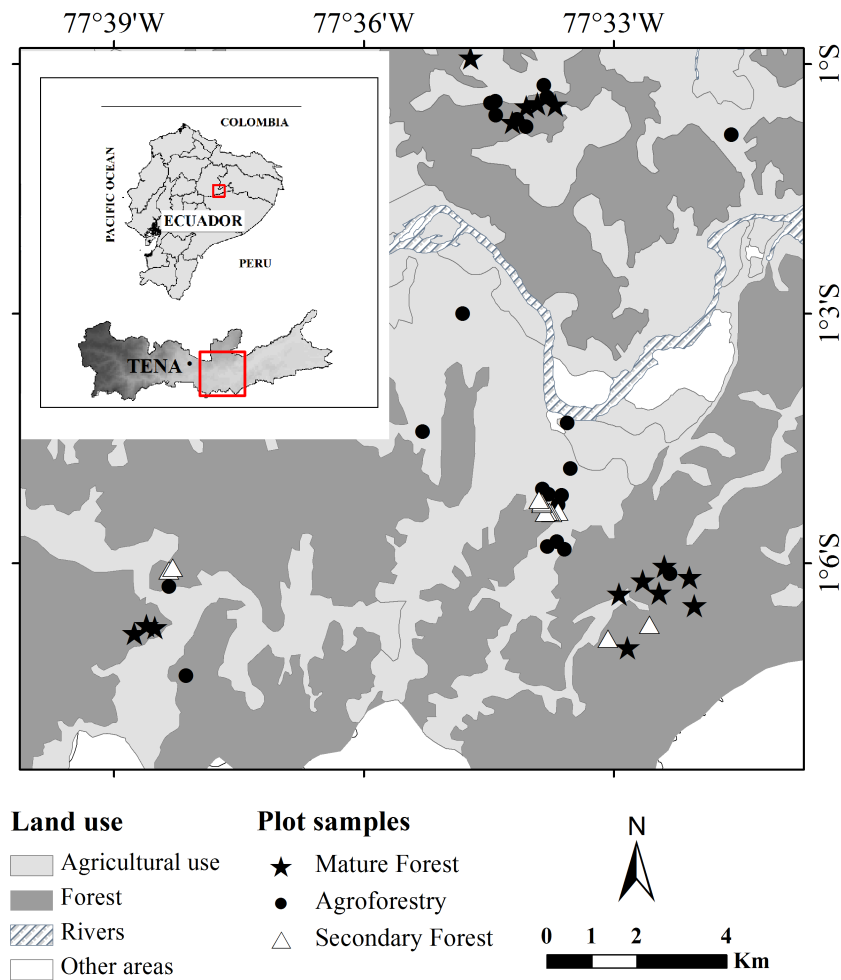 77°39'W 77°36'W 77°33'W
1°S
COLOMBIA
PACIFIC OCEAN
ECUADOR
PERU
1°3'S
TENA
1°6'S
Land use
Agricultural use
Forest
Rivers
Other areas
Plot samples
Mature Forest
Agroforestry
Secondary Forest
N
0 1 2 4
Km